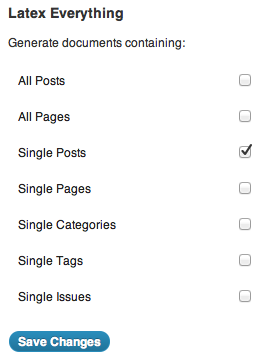 Latex Everything
Generate documents containing:
All Posts
All Pages
Single Posts
Single Pages
Single Categories
Single Tags
Single Issues
Save Changes